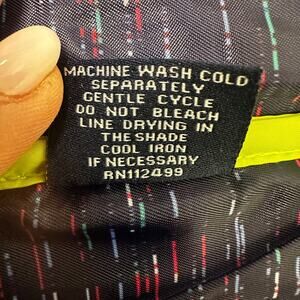 MACHINE WASH COLD
SEPARATELY
GENTLE CYCLE
DO NOT BLEACH
LINE DRYING IN
THE SHADE
COOL IRON
IF NECESSARY
RN112499